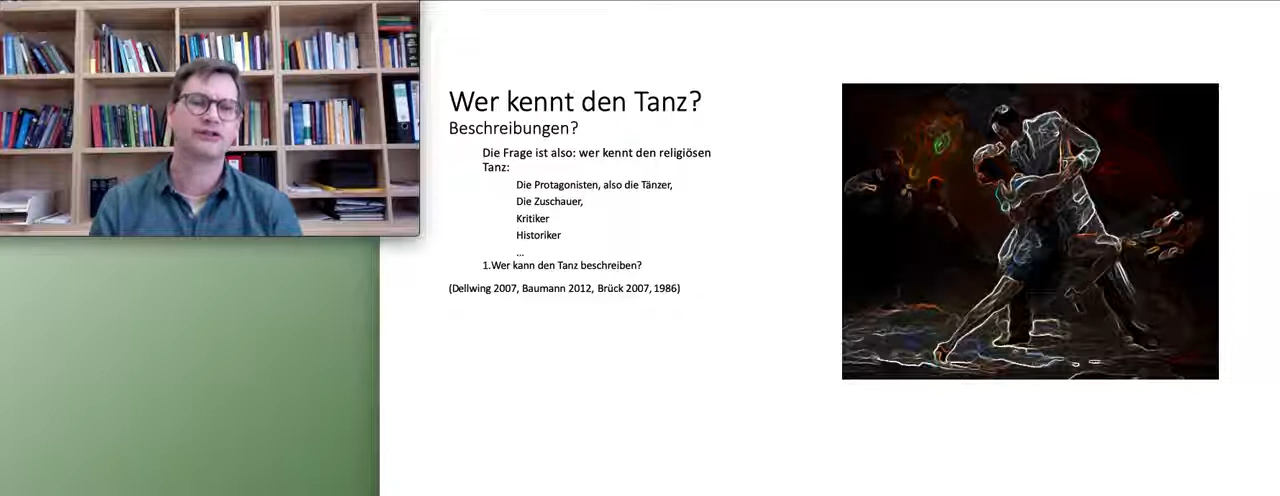 Wer kennt den Tanz?
Beschreibungen?
Die Frage ist also: wer kennt den religiösen
Tanz:
Die Protagonisten, also die Tänzer,
Die Zuschauer,
Kritiker
Historiker
...
1.Wer kann den Tanz beschreiben?
(Dellwing 2007, Baumann 2012, Brück 2007, 1986)